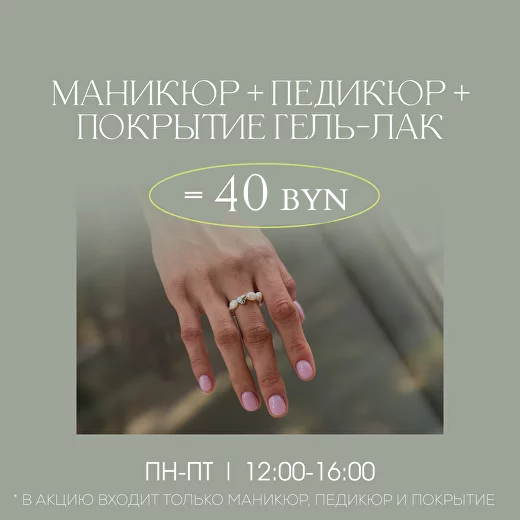 МАНИКЮР + ПЕДИКЮР +
ПОКРЫТИЕ ГЕЛЬ-ЛАК
= 40 BYN
ПН-ПТ | 12:00-16:00
* В АКЦИЮ ВХОДИТ ТОЛЬКО МАНИКЮР, ПЕДИКЮР И ПОКРЫТИЕ